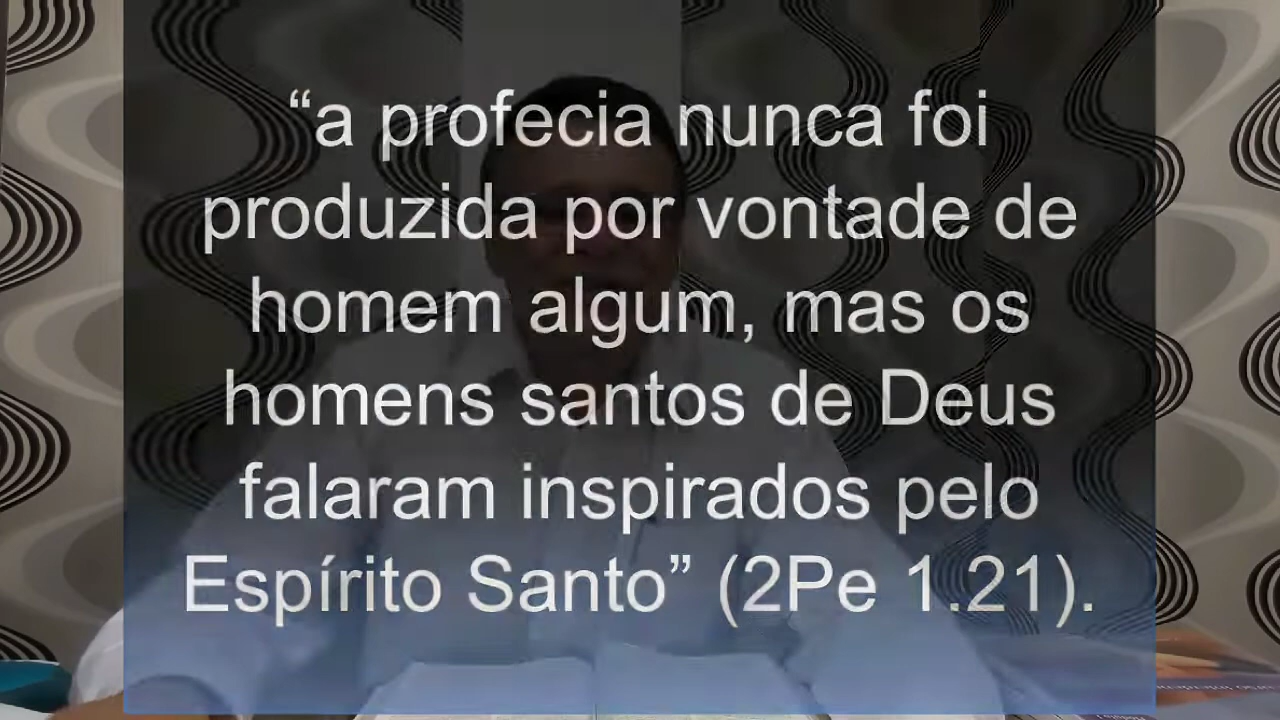 “a profecia nunca foi
produzida por vontade de
homem algum, mas os
homens santos de Deus
falaram inspirados pelo
Espírito Santo” (2Pe 1.21).